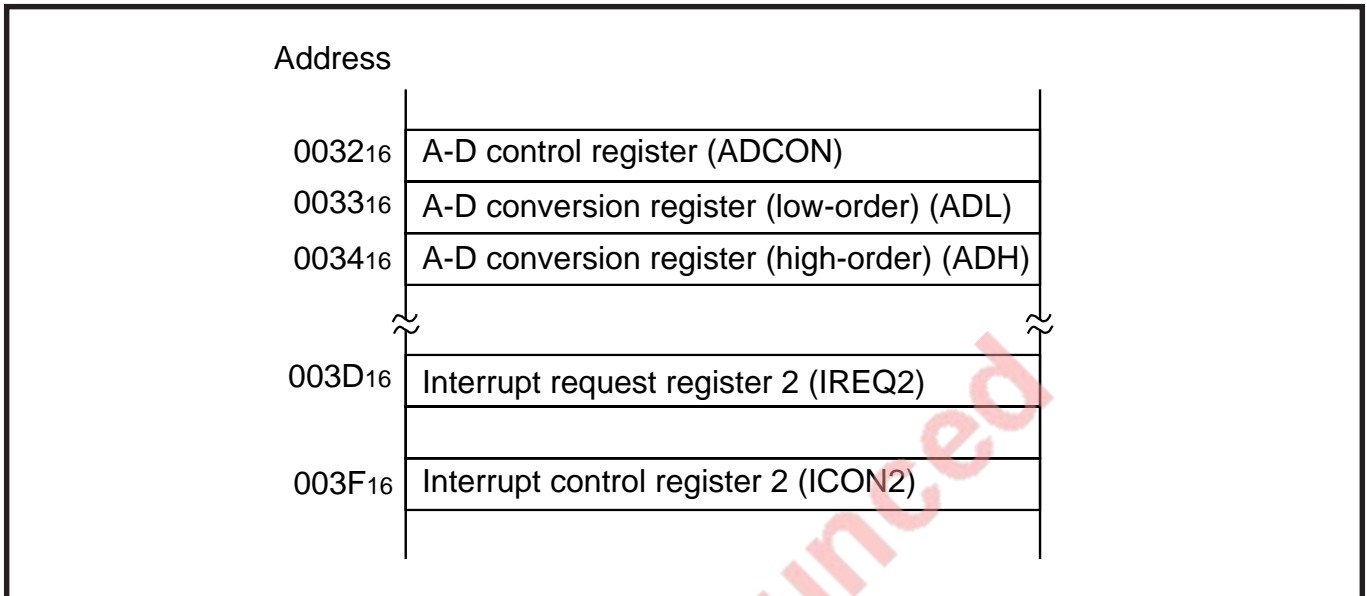 Address
0032₁₆ A-D control register (ADCON)
0033₁₆ A-D conversion register (low-order) (ADL)
0034₁₆ A-D conversion register (high-order) (ADH)
003D₁₆ Interrupt request register 2 (IREQ2)
003F₁₆ Interrupt control register 2 (ICON2)
unced